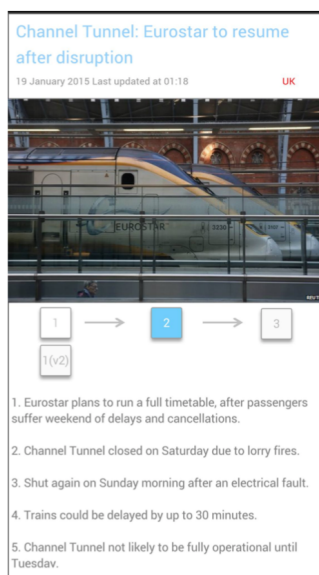 Channel Tunnel: Eurostar to resume
after disruption
19 January 2015 Last updated at 01:18 UK
EUROSTAR
1 2 3
1(v2)
1. Eurostar plans to run a full timetable, after passengers
suffer weekend of delays and cancellations.
2. Channel Tunnel closed on Saturday due to lorry fires.
3. Shut again on Sunday morning after an electrical fault.
4. Trains could be delayed by up to 30 minutes.
5. Channel Tunnel not likely to be fully operational until
Tuesday.